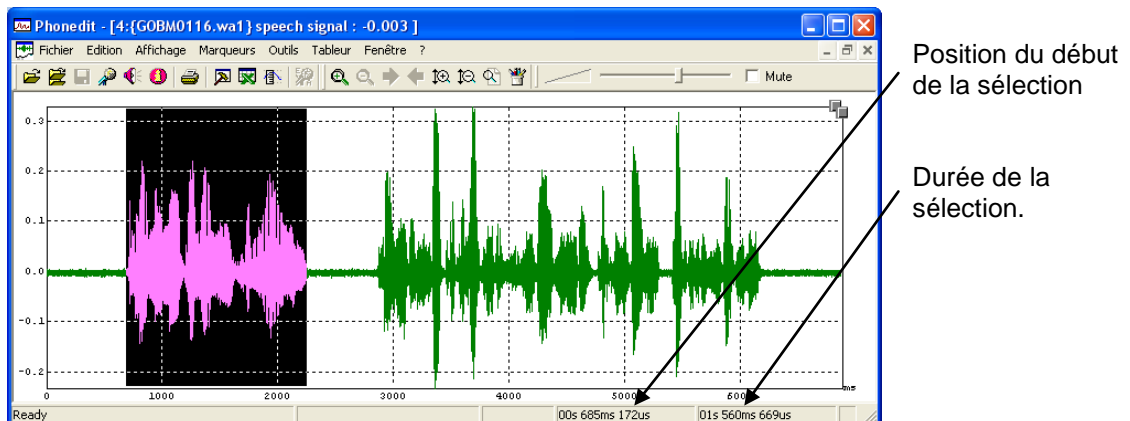 Phonedit - [4:{GOBM0116.wa1} speech signal : -0.003 ]
Fichier Edition Affichage Marqueurs Outils Tableur Fenêtre ?
Mute
Position du début
de la sélection
Durée de la
sélection.
0.3
0.2
0.1
0.0
-0.1
-0.2
0 1000 2000 3000 4000 5000 6000 ms
Ready 00s 685ms 172us 01s 560ms 669us